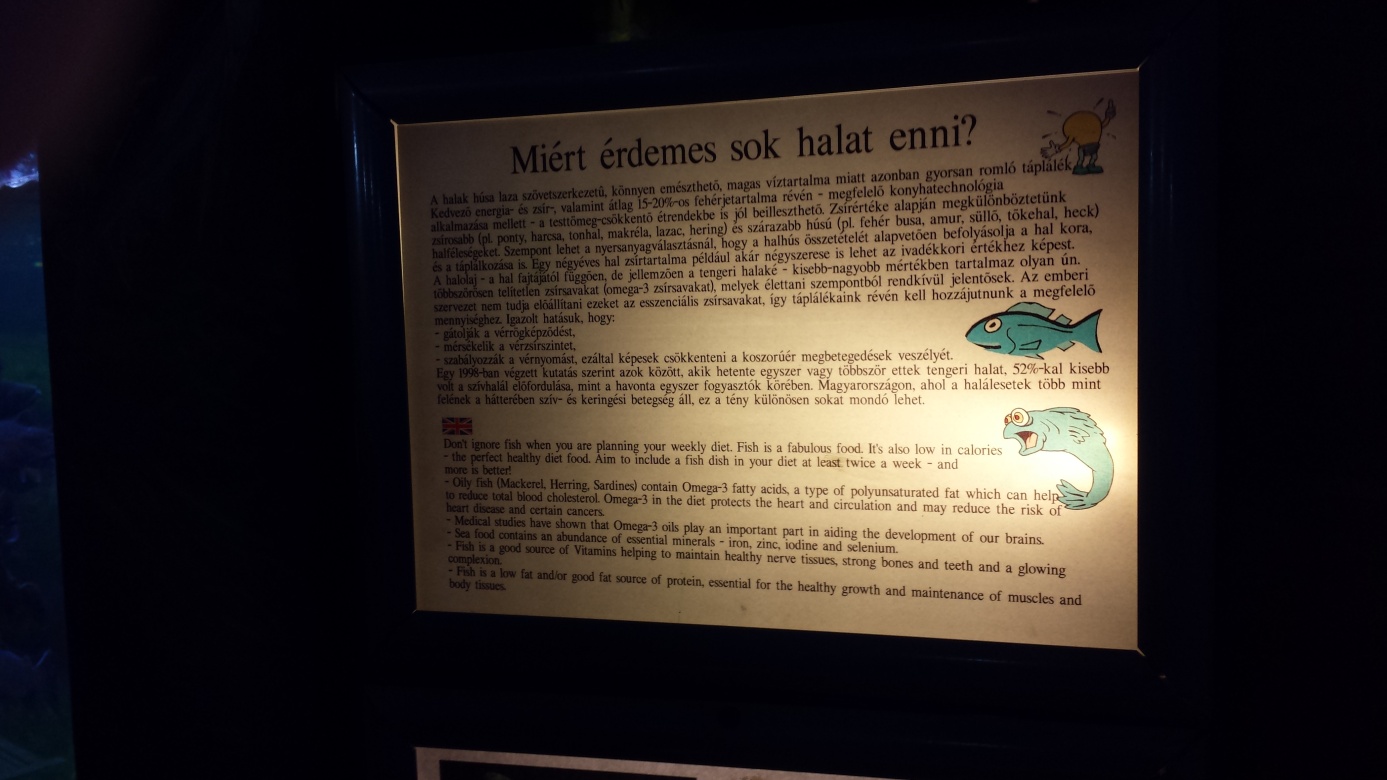 Miért érdemes sok halat enni?
A halak húsa laza szövetszerkezetű, könnyen emészthető, magas víztartalma miatt azonban gyorsan romló táplálék.
Kedvező energia- és zsír-, valamint átlag 15-20%-os fehérjetartalma révén - megfelelő konyhatechnológia
alkalmazása mellett - a testtömeg-csökkentő étrendekbe is jól beilleszthető. Zsírértéke alapján megkülönböztetünk
zsírosabb (pl. ponty, harcsa, tonhal, makréla, lazac, hering) és szárazabb húsú (pl. fehér busa, amur, süllő, tőkehal, heck)
halféleségeket. Szempont lehet a nyersanyagválasztásnál, hogy a halhús összetételét alapvetően befolyásolja a hal kora,
és a táplálkozása is. Egy négyéves hal zsírtartalma például akár négyszerese is lehet az ivadékkori értékhez képest.
A halolaj - a hal fajtájától függően, de jellemzően a tengeri halaké - kisebb-nagyobb mértékben tartalmaz olyan ún.
többszörösen telítetlen zsírsavakat (omega-3 zsírsavakat), melyek élettani szempontból rendkívül jelentősek. Az emberi
szervezet nem tudja előállítani ezeket az esszenciális zsírsavakat, így táplálékaink révén kell hozzájutnunk a megfelelő
mennyiséghez. Igazolt hatásuk, hogy:
- gátolják a vérrögképződést,
- mérsékelik a vérzsírszintet,
- szabályozzák a vérnyomást, ezáltal képesek csökkenteni a koszorúér megbetegedések veszélyét.
Egy 1998-ban végzett kutatás szerint azok között, akik hetente egyszer vagy többször ettek tengeri halat, 52%-kal kisebb
volt a szívhalál előfordulása, mint a havonta egyszer fogyasztók körében. Magyarországon, ahol a halálesetek több mint
felének a hátterében szív- és keringési betegség áll, ez a tény különösen sokat mondó lehet.
Don't ignore fish when you are planning your weekly diet. Fish is a fabulous food. It's also low in calories
- the perfect healthy diet food. Aim to include a fish dish in your diet at least twice a week - and
more is better!
- Oily fish (Mackerel, Herring, Sardines) contain Omega-3 fatty acids, a type of polyunsaturated fat which can help
to reduce total blood cholesterol. Omega-3 in the diet protects the heart and circulation and may reduce the risk of
heart disease and certain cancers.
- Medical studies have shown that Omega-3 oils play an important part in aiding the development of our brains.
- Sea food contains an abundance of essential minerals - iron, zinc, iodine and selenium.
- Fish is a good source of Vitamins helping to maintain healthy nerve tissues, strong bones and teeth and a glowing
complexion.
- Fish is a low fat and/or good fat source of protein, essential for the healthy growth and maintenance of muscles and
body tissues.